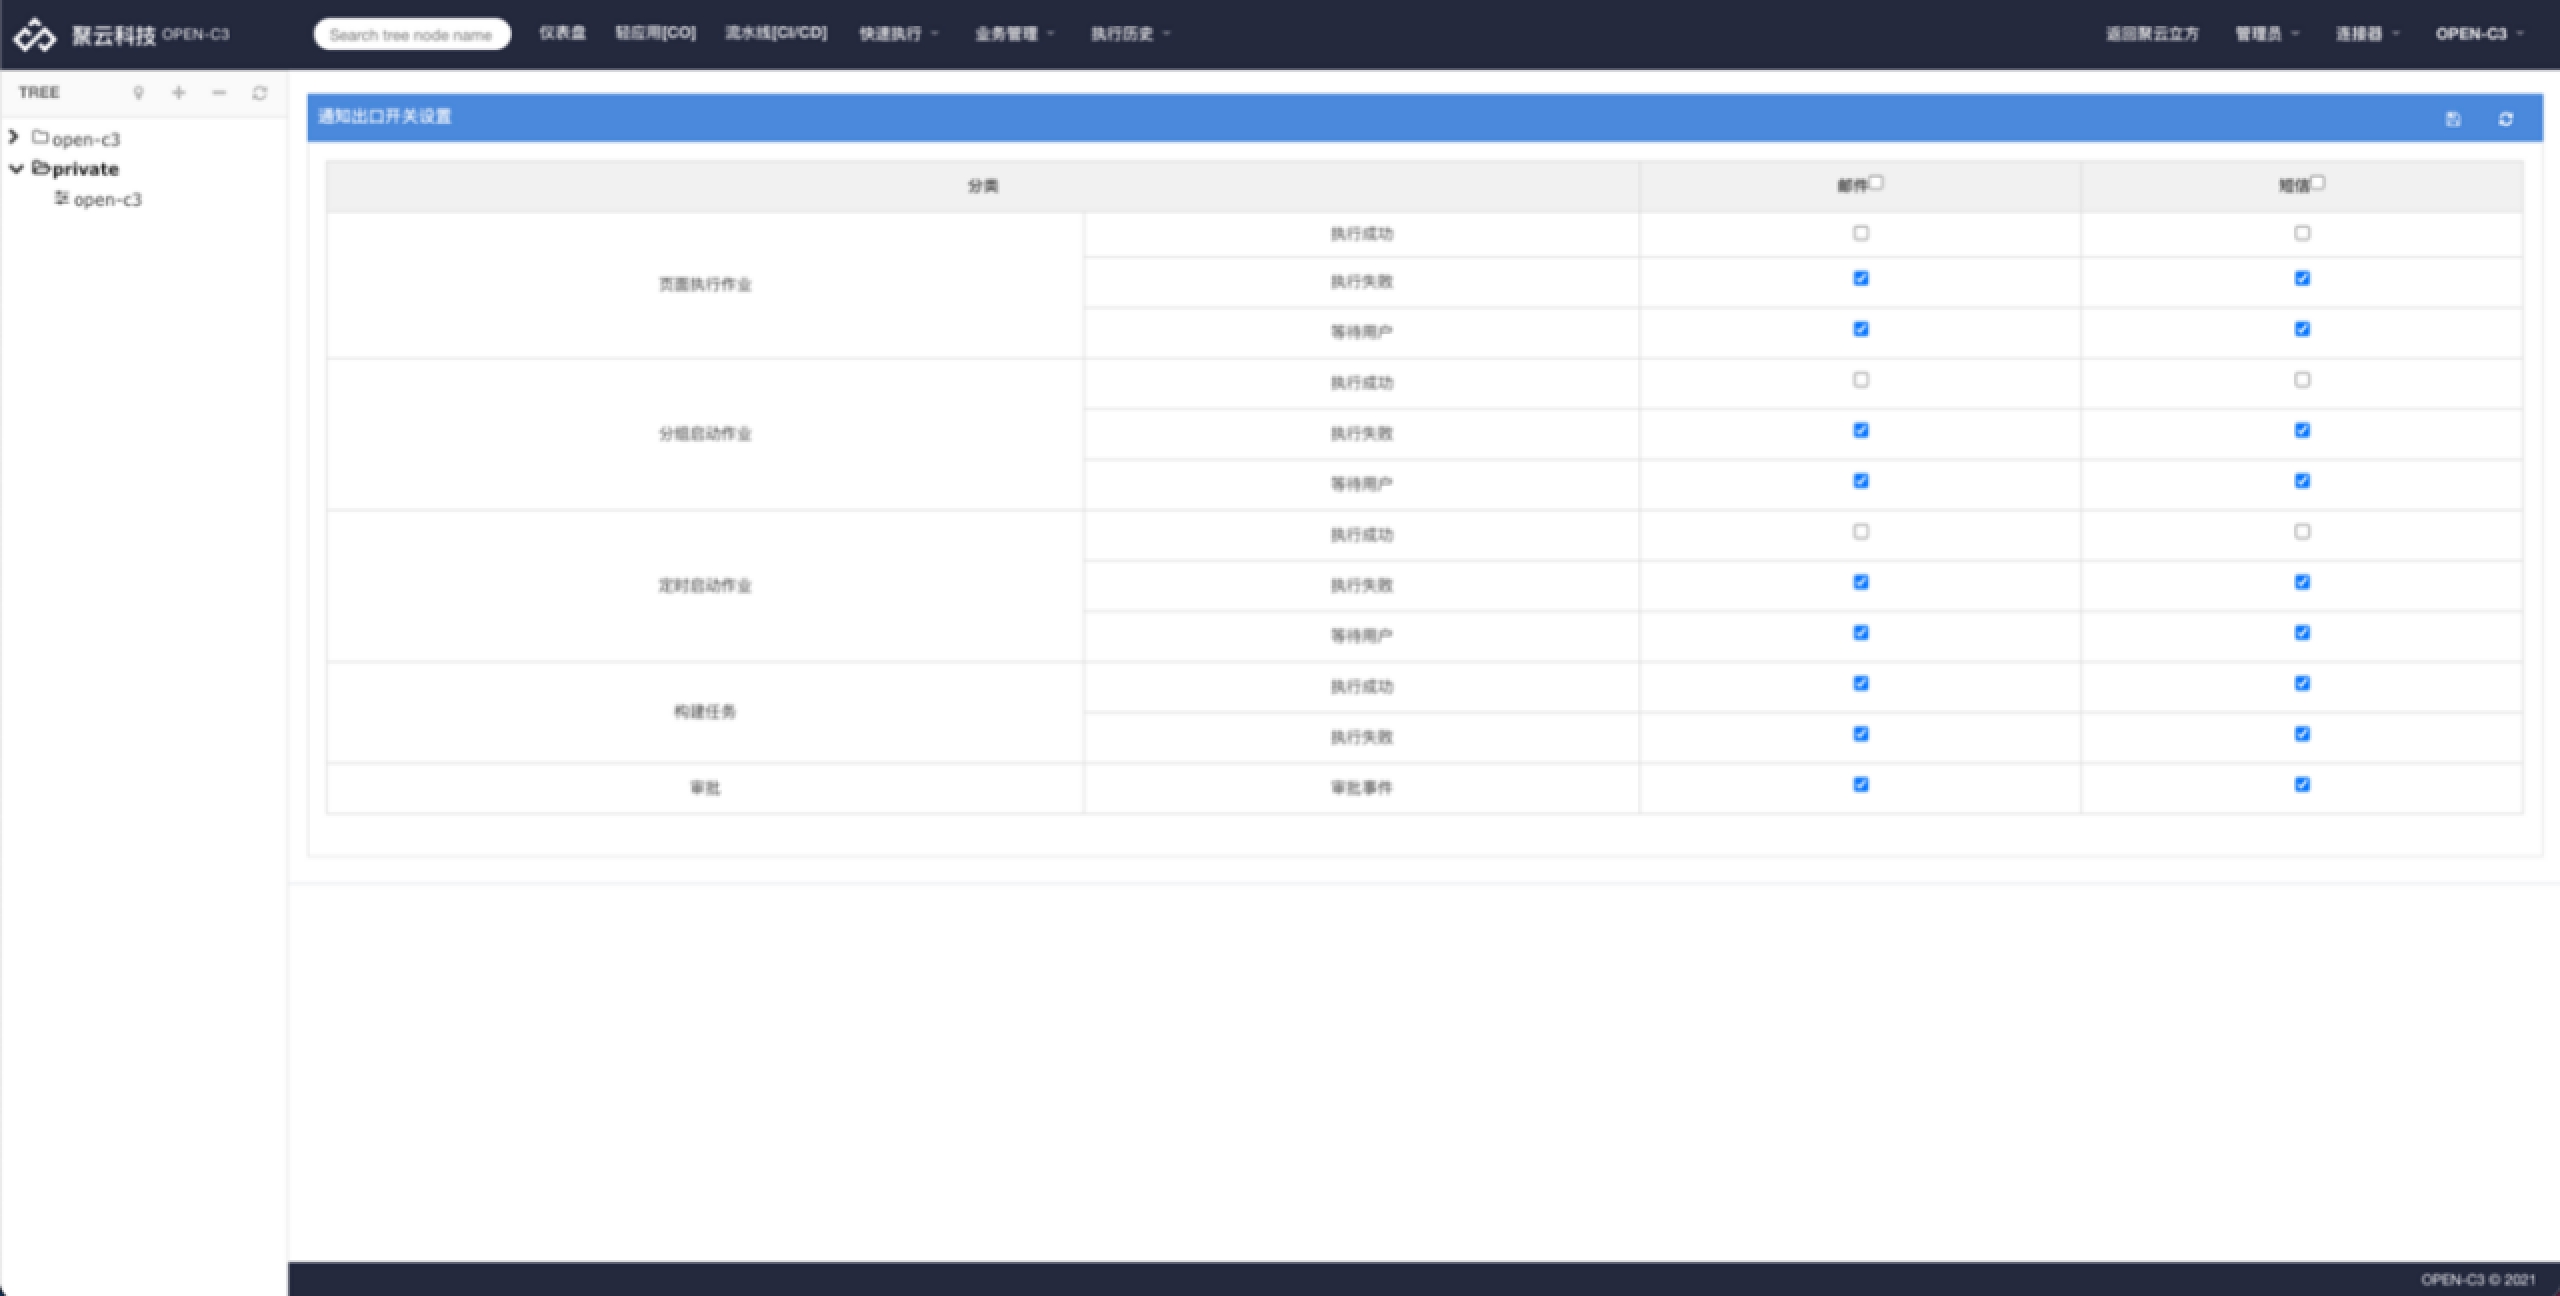 聚云科技 OPEN-C3 Search tree node name 仪表盘 轻应用[CO] 流水线[CI/CD] 快速执行 业务管理 执行历史 返回聚云立方 管理员 连接器 OPEN-C3
TREE
open-c3
private
open-c3
通知出口开关设置
分类 邮件 短信
页面执行作业
执行成功
执行失败
等待用户
分组启动作业
执行成功
执行失败
等待用户
定时启动作业
执行成功
执行失败
等待用户
构建任务
执行成功
执行失败
审批 审批事件
OPEN-C3 © 2021